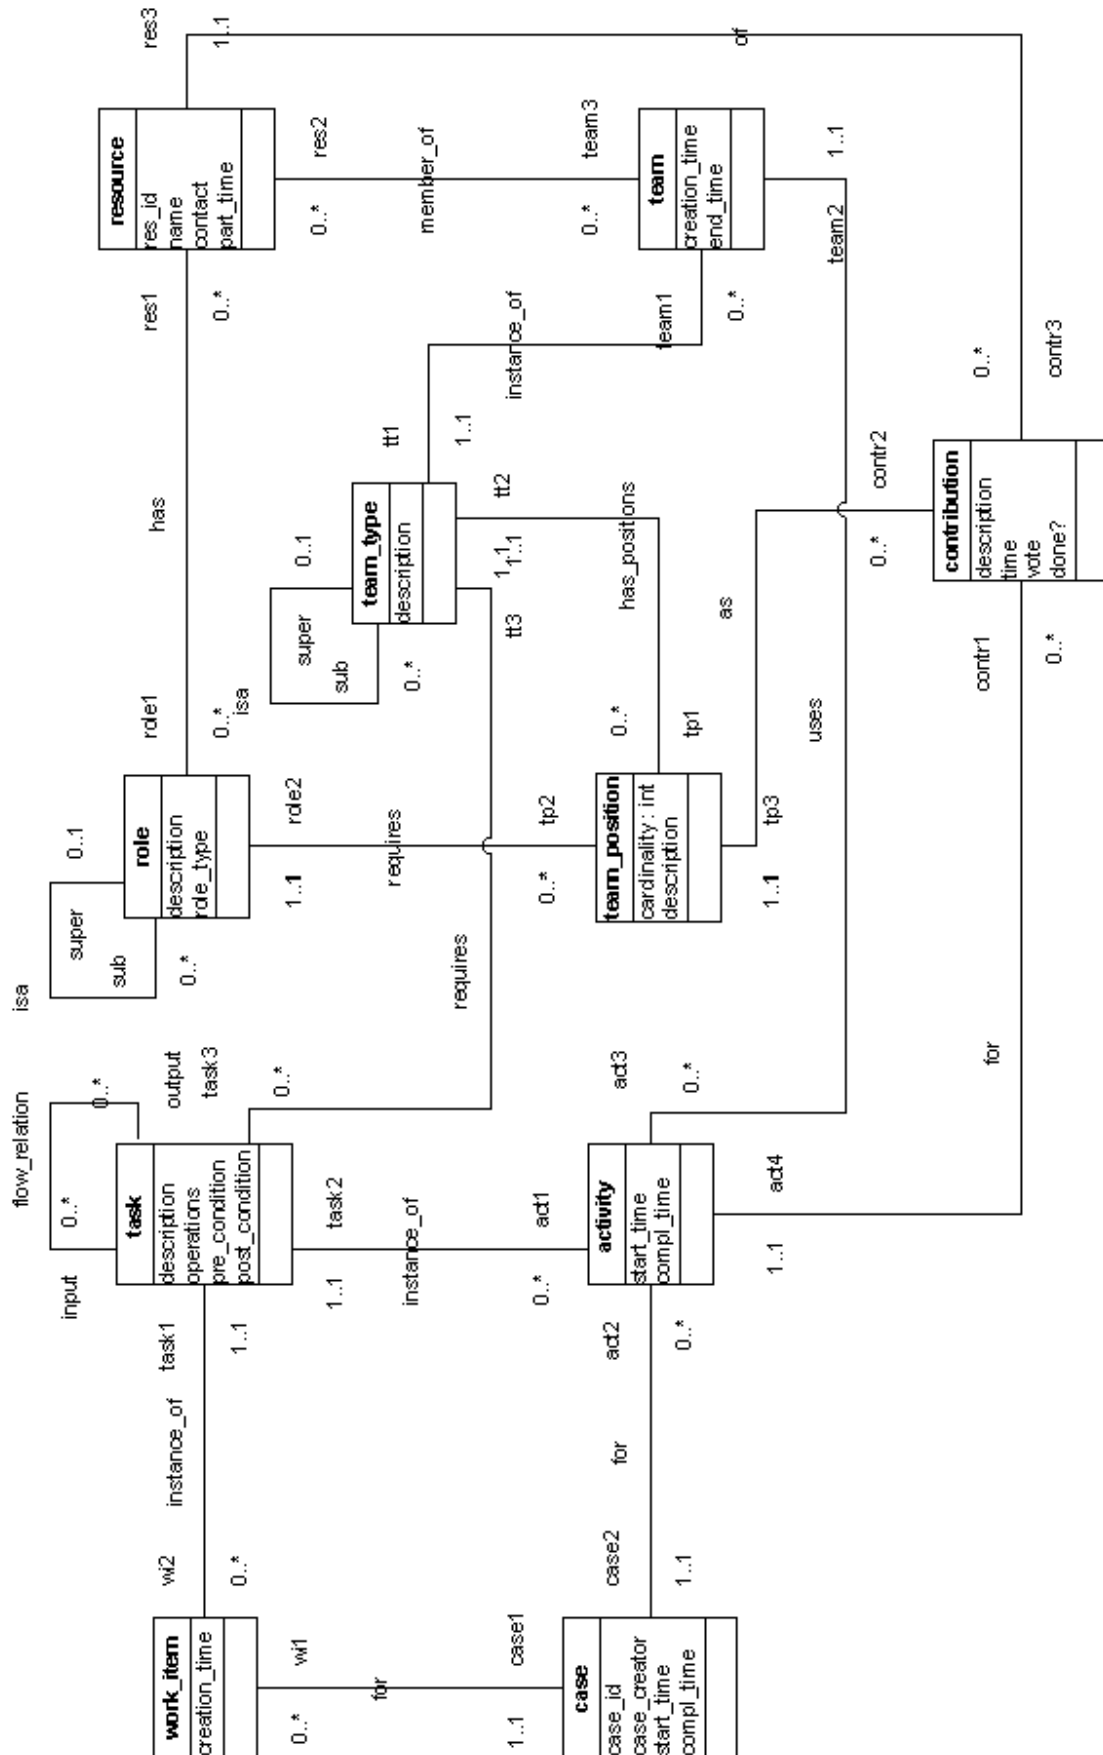 flow_relation
input
0..*
0..*
output
task3
0..*
task
description
operations
pre_condition
post_condition
task1
1..1
task2
1..1
instance_of
wi2
0..*
work_item
creation_time
wi1
0..*
for
case1
1..1
case
case_id
case_creator
start_time
compl_time
case2
1..1
for
act2
0..*
instance_of
act1
0..*
activity
start_time
compl_time
act3
0..*
act4
1..1
isa
super
sub
0..1
0..*
role
description
role_type
role1
0..*
isa
role2
1..1
requires
tp2
0..*
requires
team_position
cardinality : int
description
tp1
0..*
tp3
1..1
has
super
sub
0..1
0..*
team_type
description
tt1
1..1
tt2
1..1
1..1
tt3
has_positions
instance_of
as
uses
for
res1
0..*
resource
res_id
name
contact
part_time
res2
0..*
res3
1..1
member_of
team3
0..*
team
creation_time
end_time
team1
0..*
team2
1..1
of
contribution
description
time
vote
done?
contr1
0..*
contr2
0..*
contr3
0..*